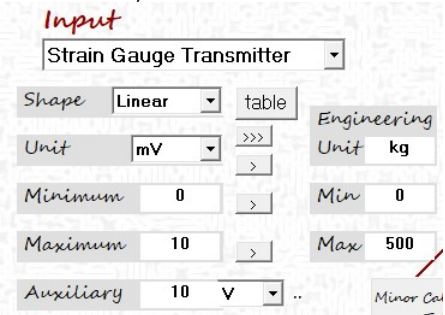 Input
Strain Gauge Transmitter
Shape Linear table
Engineering
Unit mV >>> Unit kg
>
Minimum 0 > Min 0
Maximum 10 > Max 500
Auxiliary 10 V ..
Minor Cal